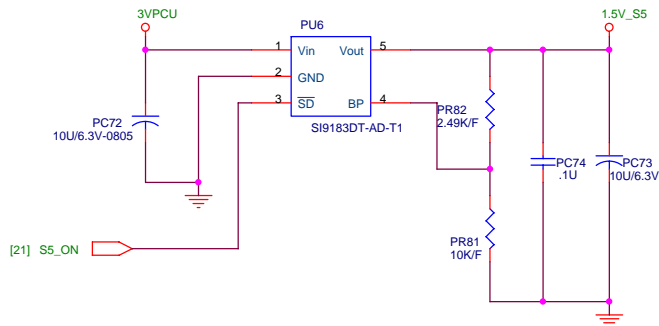 3VPCU
1.5V_S5
PU6
1 Vin Vout 5
2 GND
3 SD BP 4
SI9183DT-AD-T1
PC72
10U/6.3V-0805
PR82
2.49K/F
PC74
.1U
PC73
10U/6.3V
PR81
10K/F
[21] S5_ON